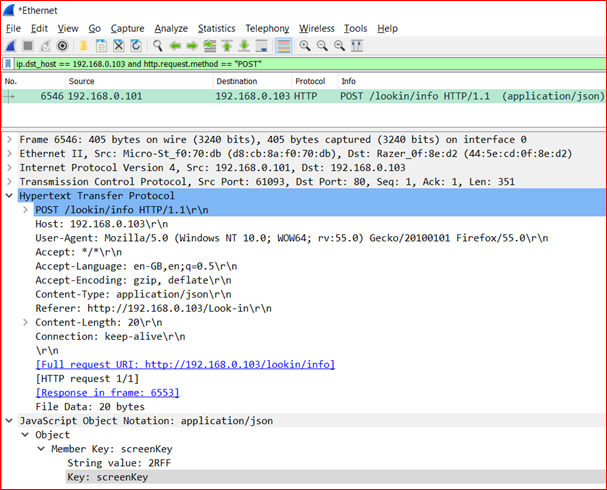 *Ethernet
File Edit View Go Capture Analyze Statistics Telephony Wireless Tools Help
ip.dst_host == 192.168.0.103 and http.request.method == "POST"
No. Source Destination Protocol Info
6546 192.168.0.101 192.168.0.103 HTTP POST /lookin/info HTTP/1.1 (application/json)
Frame 6546: 405 bytes on wire (3240 bits), 405 bytes captured (3240 bits) on interface 0
Ethernet II, Src: Micro-St_f0:70:db (d8:cb:8a:f0:70:db), Dst: Razer_0f:8e:d2 (44:5e:cd:0f:8e:d2)
Internet Protocol Version 4, Src: 192.168.0.101, Dst: 192.168.0.103
Transmission Control Protocol, Src Port: 61093, Dst Port: 80, Seq: 1, Ack: 1, Len: 351
Hypertext Transfer Protocol
POST /lookin/info HTTP/1.1\r\n
Host: 192.168.0.103\r\n
User-Agent: Mozilla/5.0 (Windows NT 10.0; WOW64; rv:55.0) Gecko/20100101 Firefox/55.0\r\n
Accept: */*\r\n
Accept-Language: en-GB,en;q=0.5\r\n
Accept-Encoding: gzip, deflate\r\n
Content-Type: application/json\r\n
Referer: http://192.168.0.103/Look-in\r\n
Content-Length: 20\r\n
Connection: keep-alive\r\n
\r\n
[Full request URI: http://192.168.0.103/lookin/info]
[HTTP request 1/1]
[Response in frame: 6553]
File Data: 20 bytes
JavaScript Object Notation: application/json
Object
Member Key: screenKey
String value: 2RFF
Key: screenKey